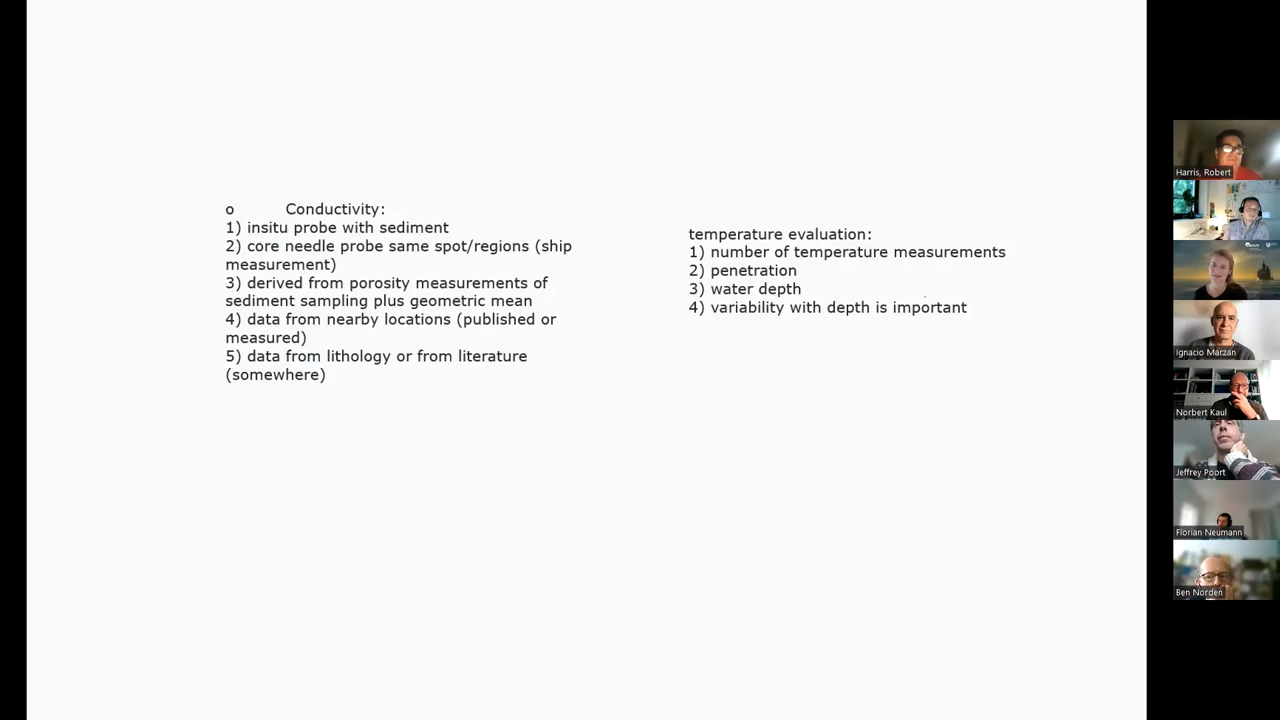 o Conductivity:
1) insitu probe with sediment
2) core needle probe same spot/regions (ship
measurement)
3) derived from porosity measurements of
sediment sampling plus geometric mean
4) data from nearby locations (published or
measured)
5) data from lithology or from literature
(somewhere)
temperature evaluation:
1) number of temperature measurements
2) penetration
3) water depth
4) variability with depth is important
Harris, Robert
Ignacio Marzán
Norbert Kaul
Jeffrey Poort
Florian Neumann
Ben Norden